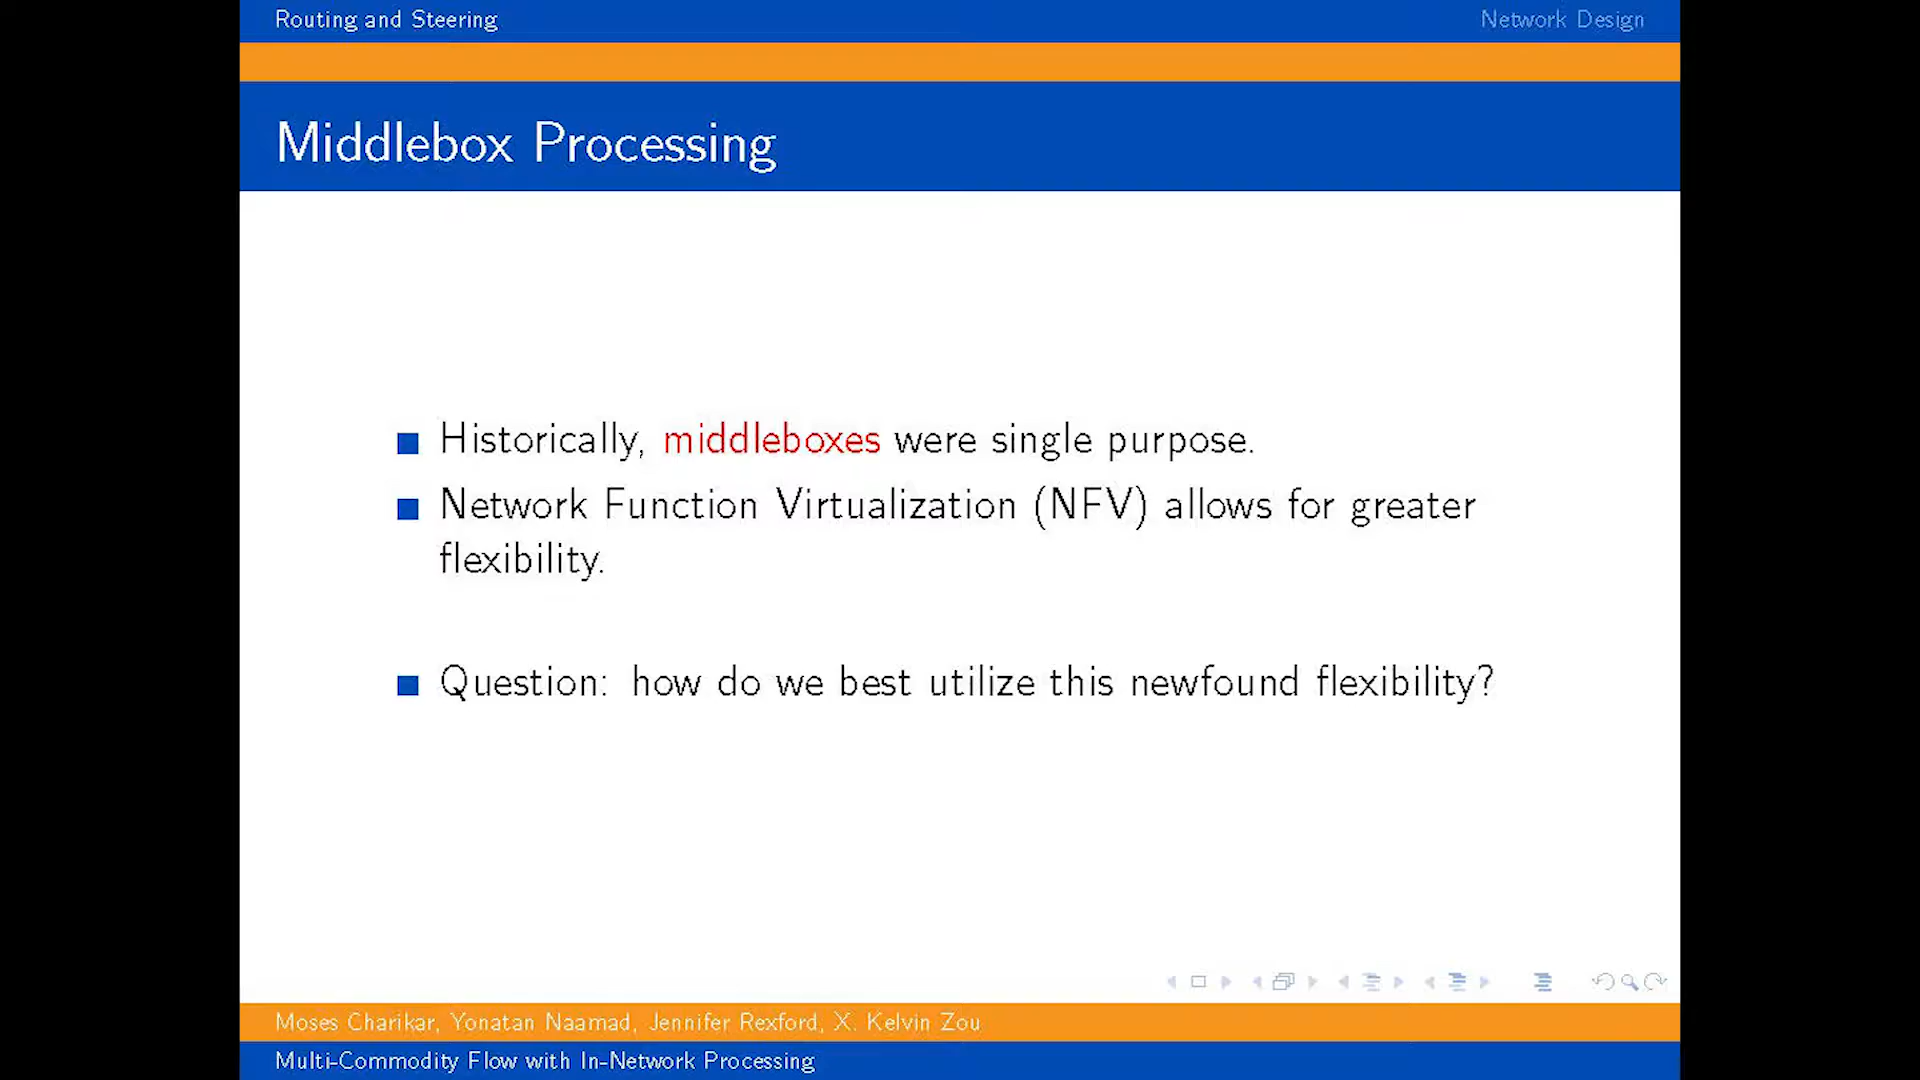 Routing and Steering
Network Design
Middlebox Processing
Historically, middleboxes were single purpose.
Network Function Virtualization (NFV) allows for greater
flexibility.
Question: how do we best utilize this newfound flexibility?
Moses Charikar, Yonatan Naamad, Jennifer Rexford, X. Kelvin Zou
Multi-Commodity Flow with In-Network Processing